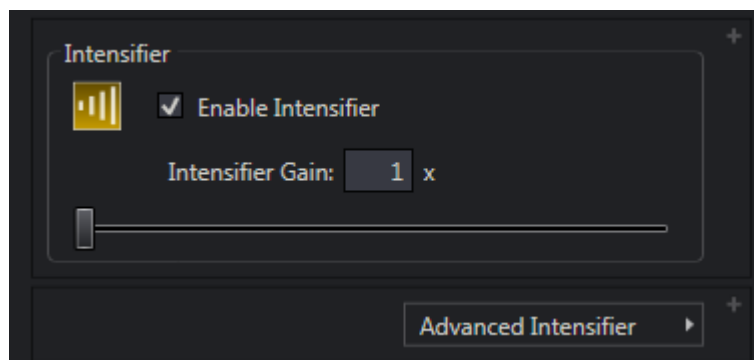 Intensifier
Enable Intensifier
Intensifier Gain: 1 x
Advanced Intensifier